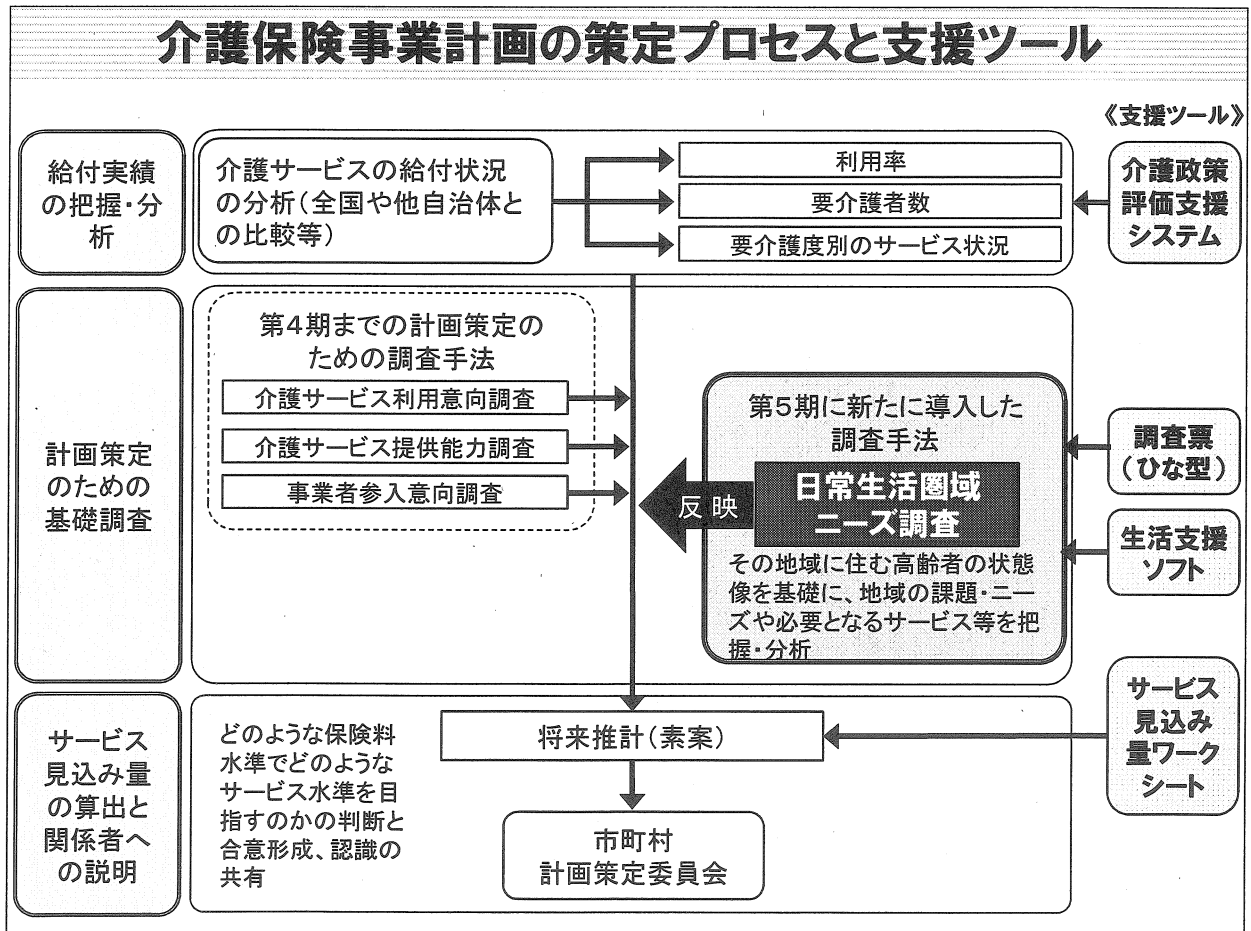 介護保険事業計画の策定プロセスと支援ツール
《支援ツール》
給付実績
の把握・分
析
介護サービスの給付状況
の分析(全国や他自治体と
の比較等)
利用率
要介護者数
要介護度別のサービス状況
介護政策
評価支援
システム
計画策定
のための
基礎調査
第4期までの計画策定の
ための調査手法
介護サービス利用意向調査
介護サービス提供能力調査
事業者参入意向調査
反映
第5期に新たに導入した
調査手法
日常生活圏域
ニーズ調査
その地域に住む高齢者の状態
像を基礎に、地域の課題・ニー
ズや必要となるサービス等を把
握・分析
調査票
(ひな型)
生活支援
ソフト
サービス
見込み量
の算出と
関係者へ
の説明
どのような保険料
水準でどのような
サービス水準を目
指すのかの判断と
合意形成、認識の
共有
将来推計(素案)
市町村
計画策定委員会
サービス
見込み
量ワーク
シート